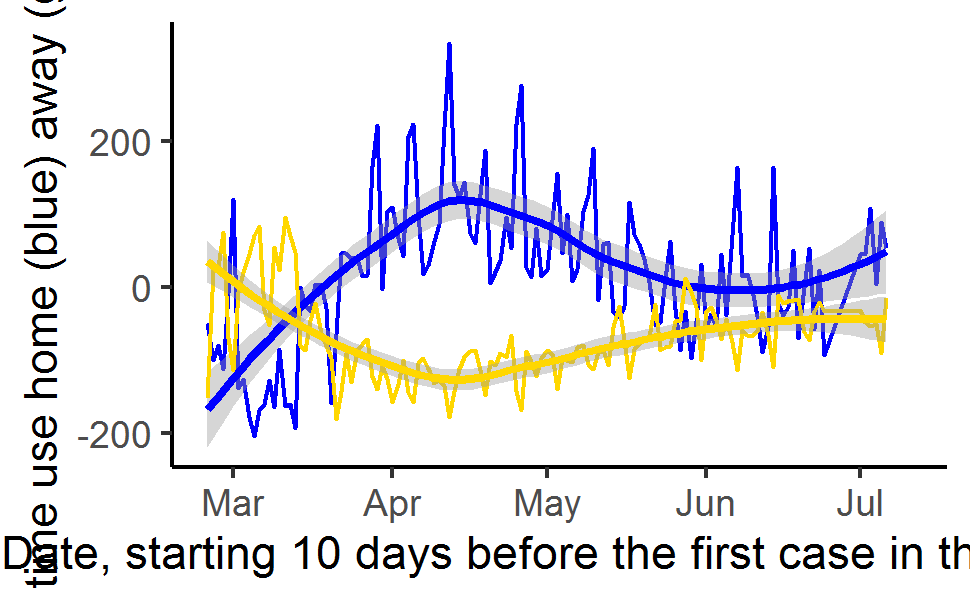 time use home (blue) away (
200
0
-200
Mar Apr May Jun Jul
Date, starting 10 days before the first case in th